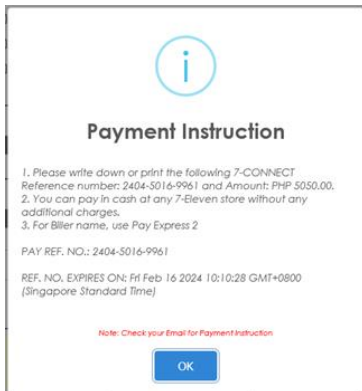 i
Payment Instruction
1. Please write down or print the following 7-CONNECT
Reference number: 2404-5016-9961 and Amount: PHP 5050.00.
2. You can pay in cash at any 7-Eleven store without any
additional charges.
3. For Biller name, use Pay Express 2
PAY REF. NO.: 2404-5016-9961
REF. NO. EXPIRES ON: Fri Feb 16 2024 10:10:28 GMT+0800
(Singapore Standard Time)
Note: Check your Email for Payment Instruction
OK